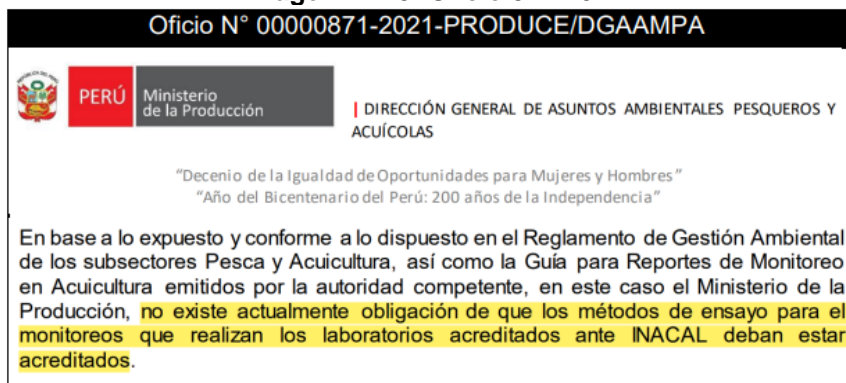 Oficio N° 00000871-2021-PRODUCE/DGAAMPA
PERÚ
Ministerio
de la Producción
| DIRECCIÓN GENERAL DE ASUNTOS AMBIENTALES PESQUEROS Y
ACUÍCOLAS
"Decenio de la Igualdad de Oportunidades para Mujeres y Hombres"
"Año del Bicentenario del Perú: 200 años de la Independencia"
En base a lo expuesto y conforme a lo dispuesto en el Reglamento de Gestión Ambiental
de los subsectores Pesca y Acuicultura, así como la Guía para Reportes de Monitoreo
en Acuicultura emitidos por la autoridad competente, en este caso el Ministerio de la
Producción, no existe actualmente obligación de que los métodos de ensayo para el
monitoreos que realizan los laboratorios acreditados ante INACAL deban estar
acreditados.